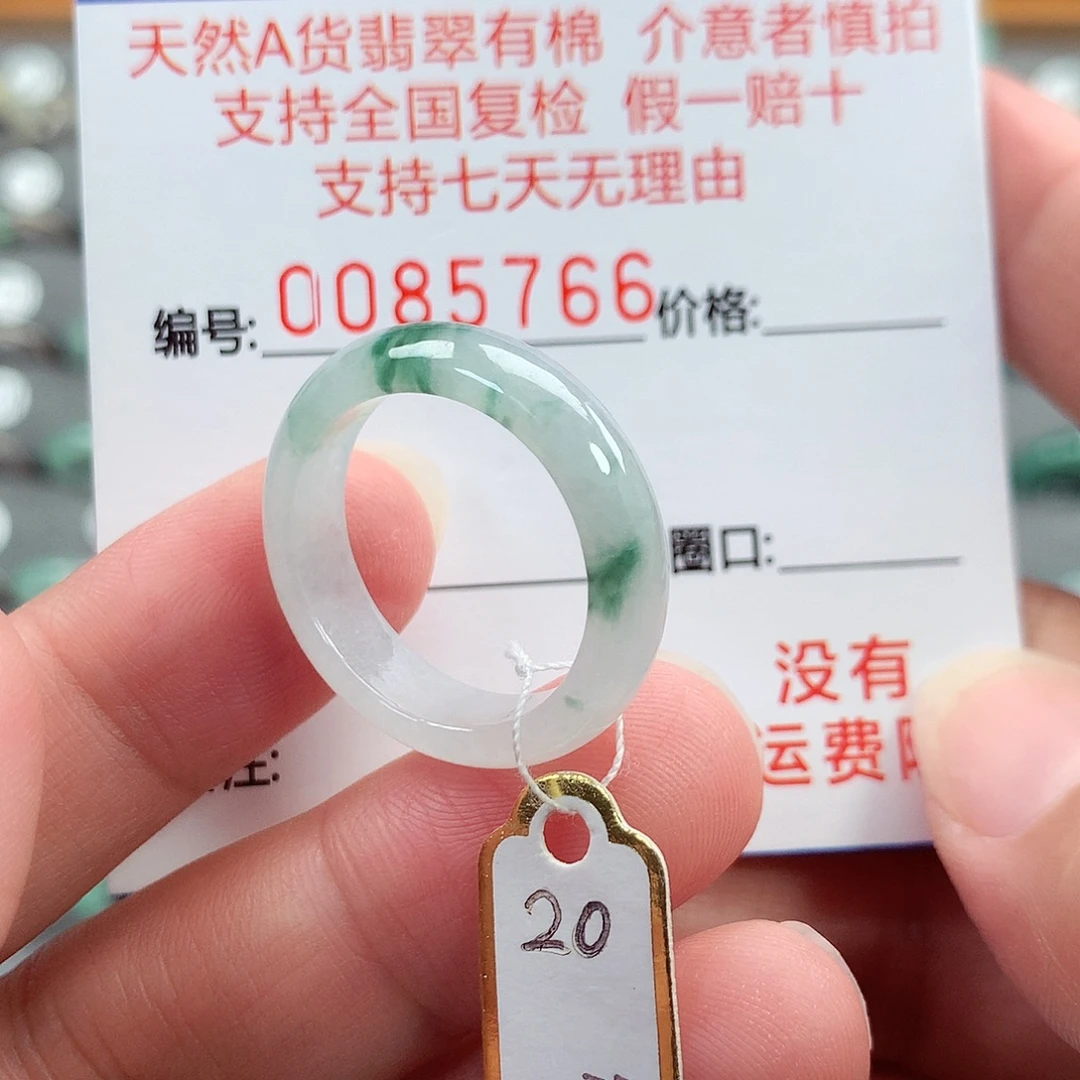 天然A货翡翠有棉 介意者慎拍
支持全国复检 假一赔十
支持七天无理由
编号: 0085766 价格:
圈口:
没有
注:
运费
20